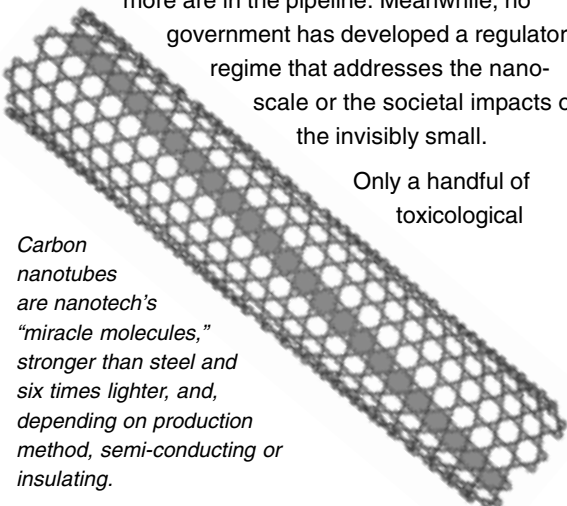 more are in the pipeline. Meanwhile, no
government has developed a regulator
regime that addresses the nano-
scale or the societal impacts o
the invisibly small.
Only a handful of
toxicological
Carbon
nanotubes
are nanotech’s
“miracle molecules,”
stronger than steel and
six times lighter, and,
depending on production
method, semi-conducting or
insulating.